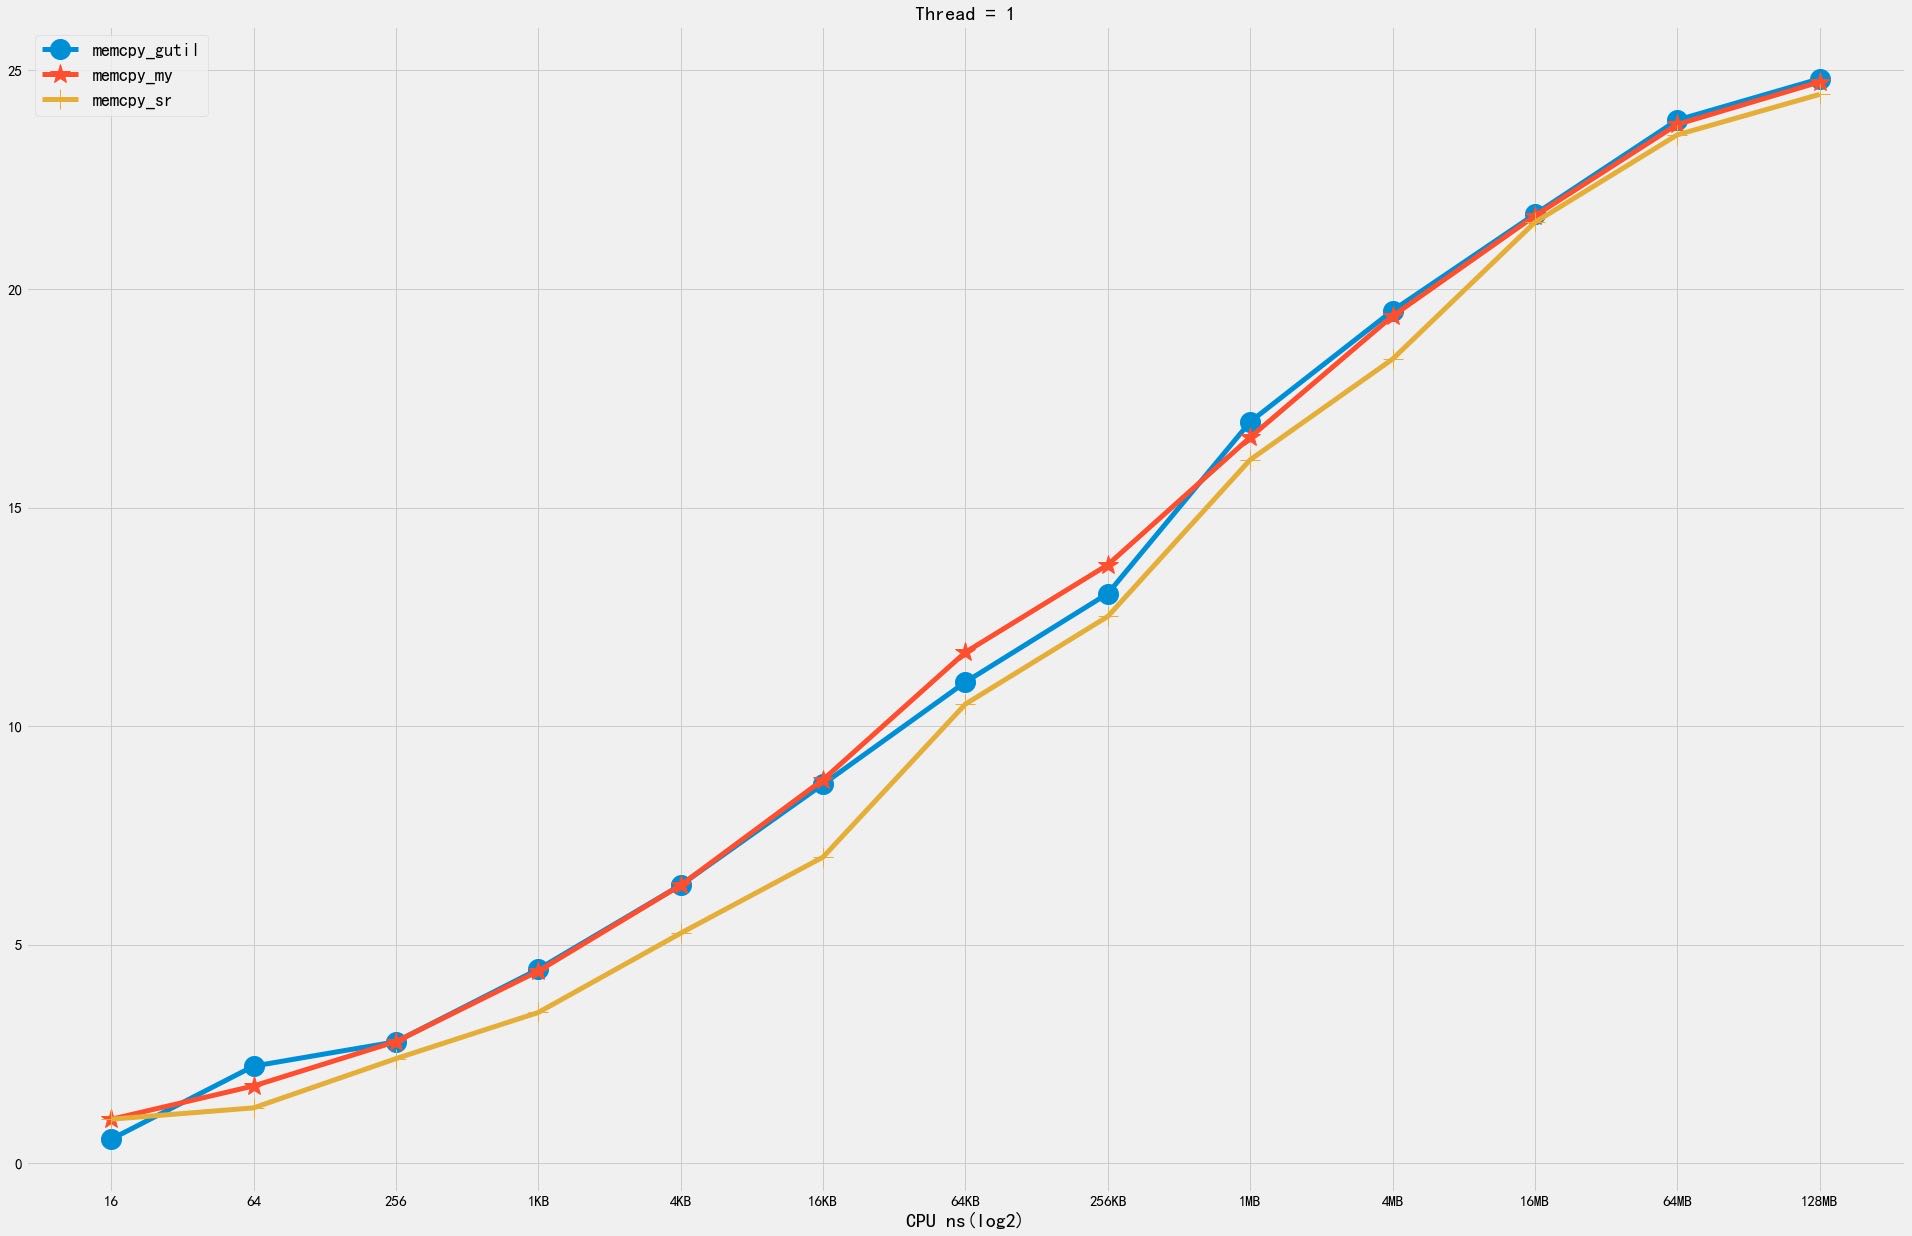 Thread = 1
memcpy_gutil
memcpy_my
memcpy_sr
25
20
15
10
5
0
16 64 256 1KB 4KB 16KB 64KB 256KB 1MB 4MB 16MB 64MB 128MB
CPU ns(log2)